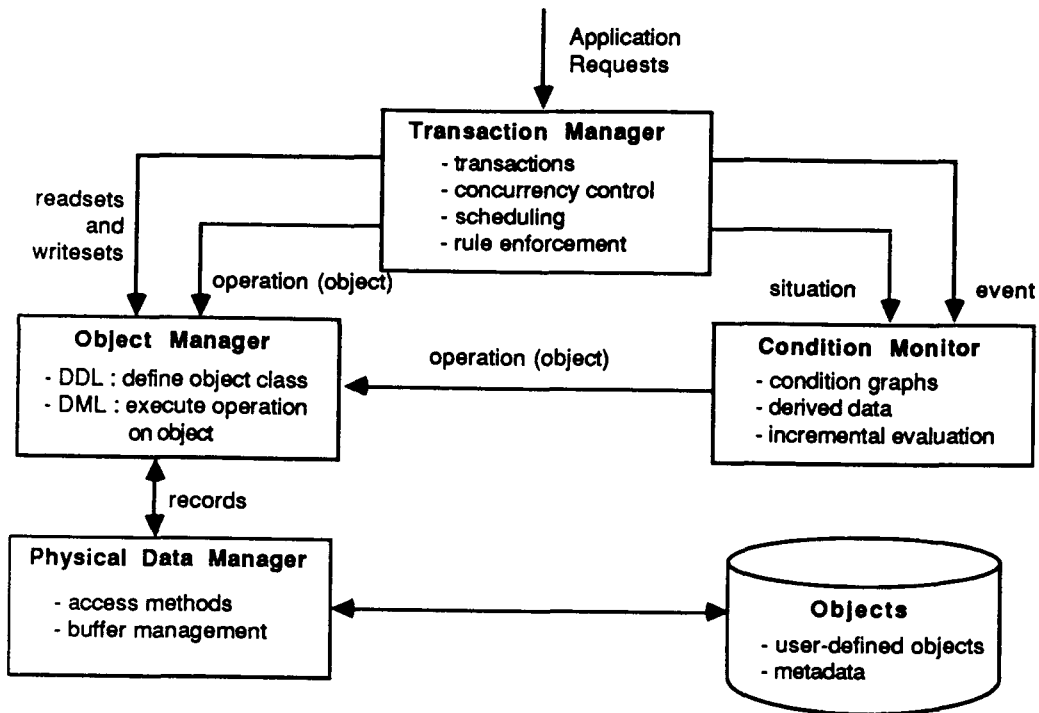 Application
Requests
Transaction Manager
- transactions
- concurrency control
- scheduling
- rule enforcement
readsets
and
writesets
operation (object)
situation
event
Object Manager
- DDL : define object class
- DML : execute operation
on object
operation (object)
Condition Monitor
- condition graphs
- derived data
- incremental evaluation
records
Physical Data Manager
- access methods
- buffer management
Objects
- user-defined objects
- metadata